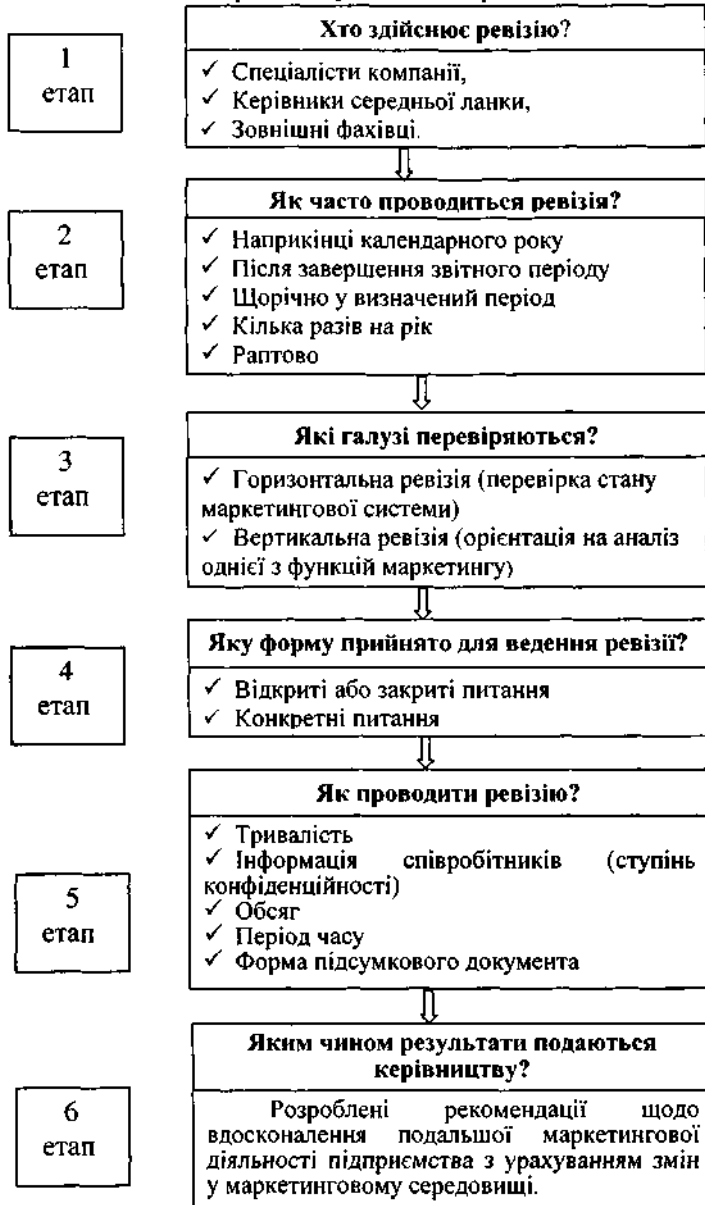 Хто здійснює ревізію?
1
етап
✓ Спеціалісти компанії,
✓ Керівники середньої ланки,
✓ Зовнішні фахівці.
Як часто проводиться ревізія?
2
етап
✓ Наприкінці календарного року
✓ Після завершення звітного періоду
✓ Щорічно у визначений період
✓ Кілька разів на рік
✓ Раптово
Які галузі перевіряються?
3
етап
✓ Горизонтальна ревізія (перевірка стану
маркетингової системи)
✓ Вертикальна ревізія (орієнтація на аналіз
однієї з функцій маркетингу)
Яку форму прийнято для ведення ревізії?
4
етап
✓ Відкриті або закриті питання
✓ Конкретні питання
Як проводити ревізію?
5
етап
✓ Тривалість
✓ Інформація співробітників (ступінь
конфіденційності)
✓ Обсяг
✓ Період часу
✓ Форма підсумкового документа
Яким чином результати подаються
керівництву?
6
етап
Розроблені рекомендації щодо
вдосконалення подальшої маркетингової
діяльності підприємства з урахуванням змін
у маркетинговому середовищі.